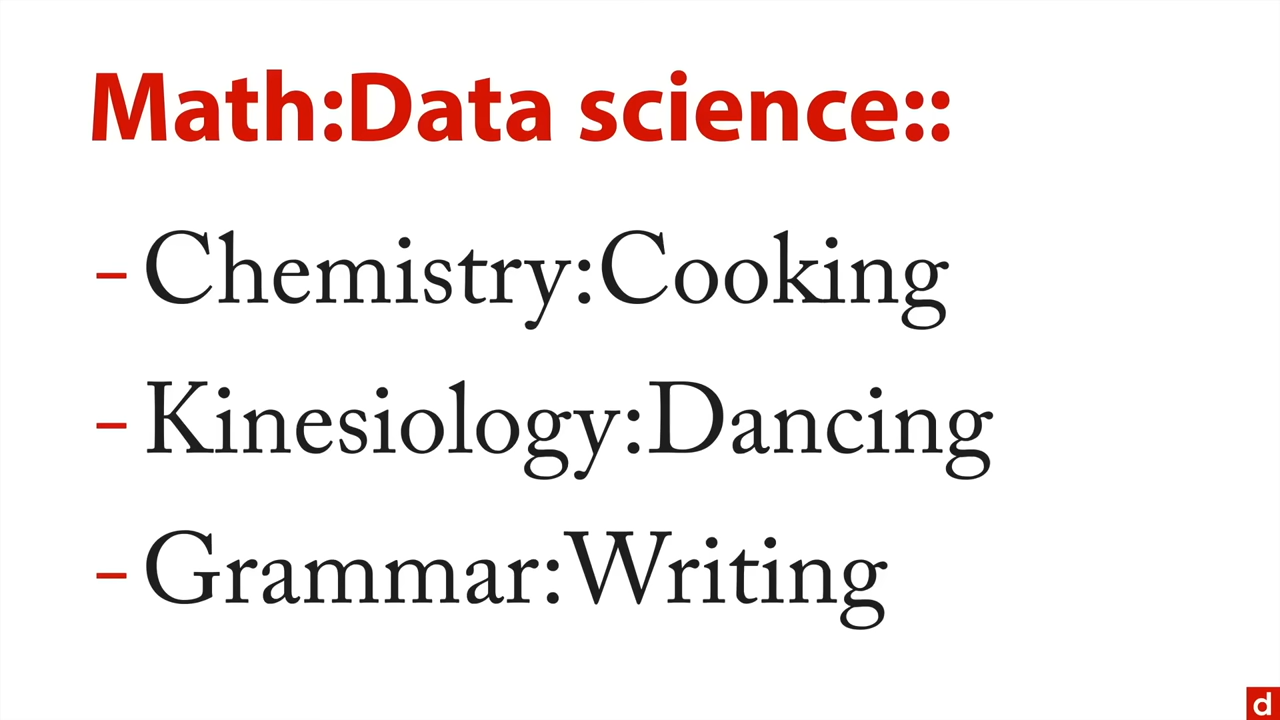 Math:Data science::
– Chemistry:Cooking
– Kinesiology:Dancing
– Grammar:Writing
d